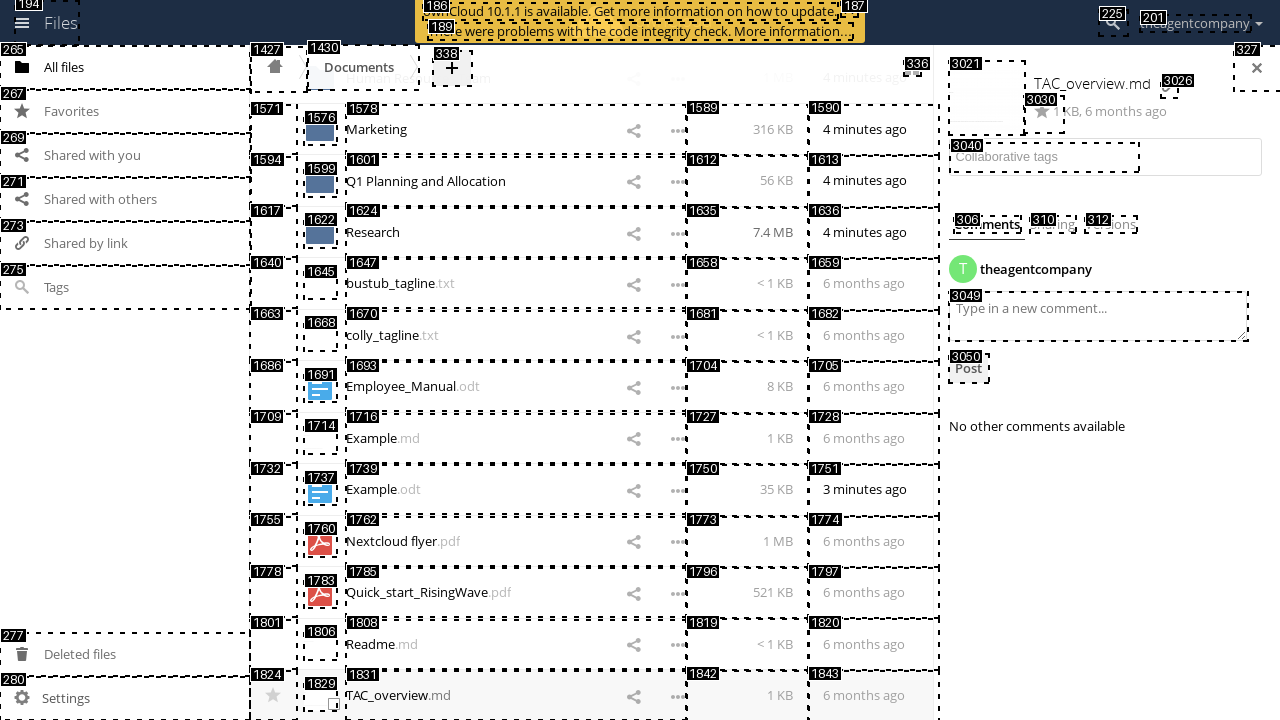 194
Files
186
ownCloud 10.1.1 is available. Get more information on how to update.
187
189
There were problems with the code integrity check. More information…
225
201
theagentcompany
265
All files
267
Favorites
269
Shared with you
271
Shared with others
273
Shared by link
275
Tags
277
Deleted files
280
Settings
1427
1430
Documents
338
+
336
4 minutes ago
1571
1576
1578
Marketing
1589
316 KB
1590
4 minutes ago
1594
1599
1601
Q1 Planning and Allocation
1612
56 KB
1613
4 minutes ago
1617
1622
1624
Research
1635
7.4 MB
1636
4 minutes ago
1640
1645
1647
bustub_tagline.txt
1658
< 1 KB
1659
6 months ago
1663
1668
1670
colly_tagline.txt
1681
< 1 KB
1682
6 months ago
1686
1691
1693
Employee_Manual.odt
1704
8 KB
1705
6 months ago
1709
1714
1716
Example.md
1727
1 KB
1728
6 months ago
1732
1737
1739
Example.odt
1750
35 KB
1751
3 minutes ago
1755
1760
1762
Nextcloud flyer.pdf
1773
1 MB
1774
6 months ago
1778
1783
1785
Quick_start_RisingWave.pdf
1796
521 KB
1797
6 months ago
1801
1806
1808
Readme.md
1819
< 1 KB
1820
6 months ago
1824
1829
1831
TAC_overview.md
1842
1 KB
1843
6 months ago
327
3021
TAC_overview.md
3026
3030
1 KB, 6 months ago
3040
Collaborative tags
306
Comments
310
Sharing
312
Versions
T
theagentcompany
3049
Type in a new comment...
3050
Post
No other comments available